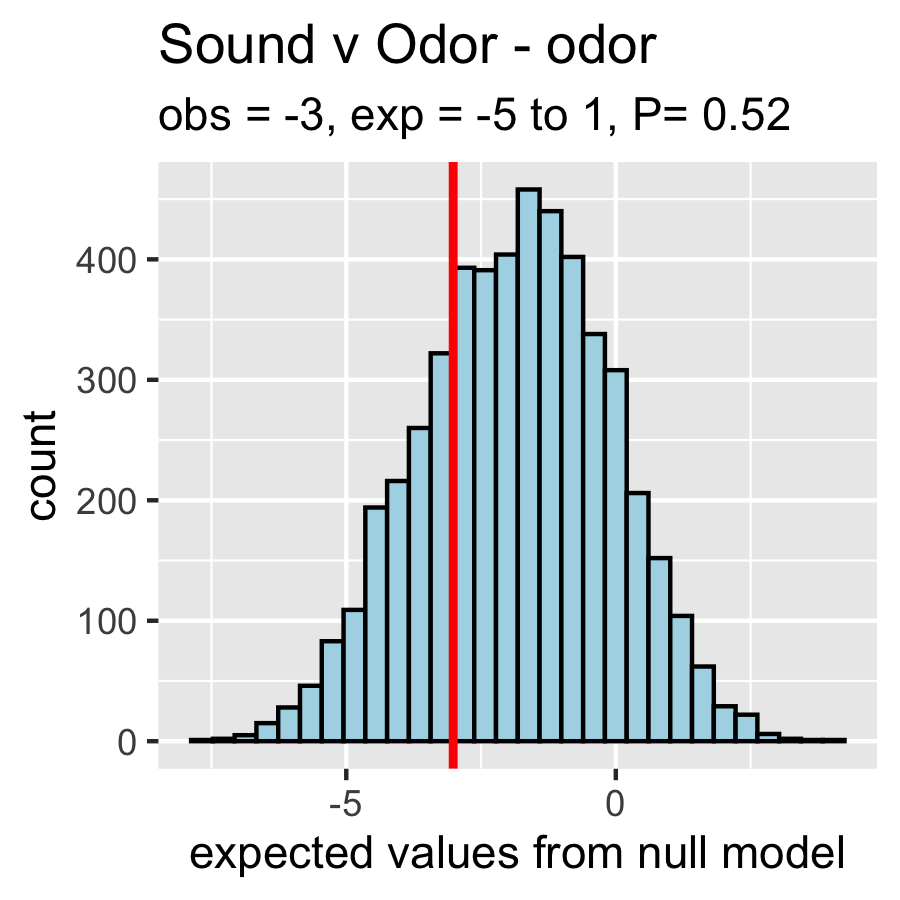 Sound v Odor - odor
obs = -3, exp = -5 to 1, P= 0.52
400
300
200
100
0
count
-5 0
expected values from null model